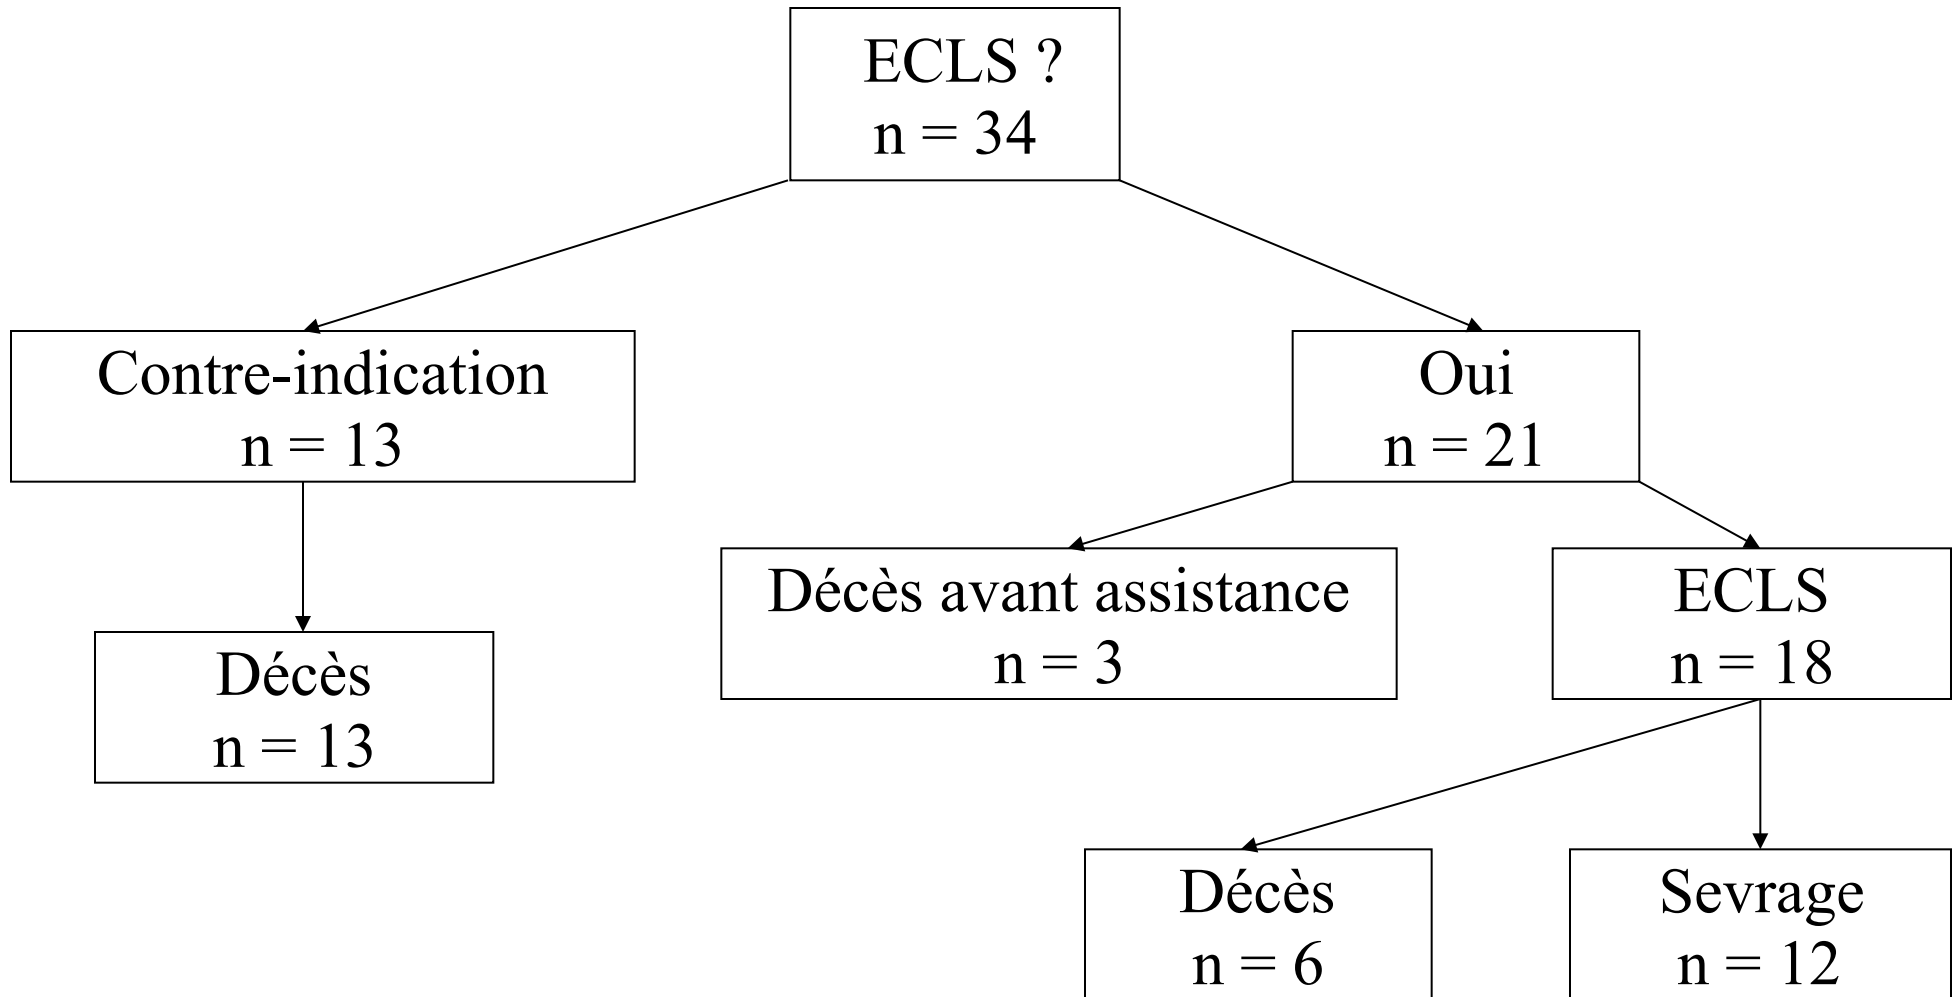 ECLS ?
n = 34
Contre-indication
n = 13
Oui
n = 21
Décès avant assistance
n = 3
ECLS
n = 18
Décès
n = 13
Décès
n = 6
Sevrage
n = 12